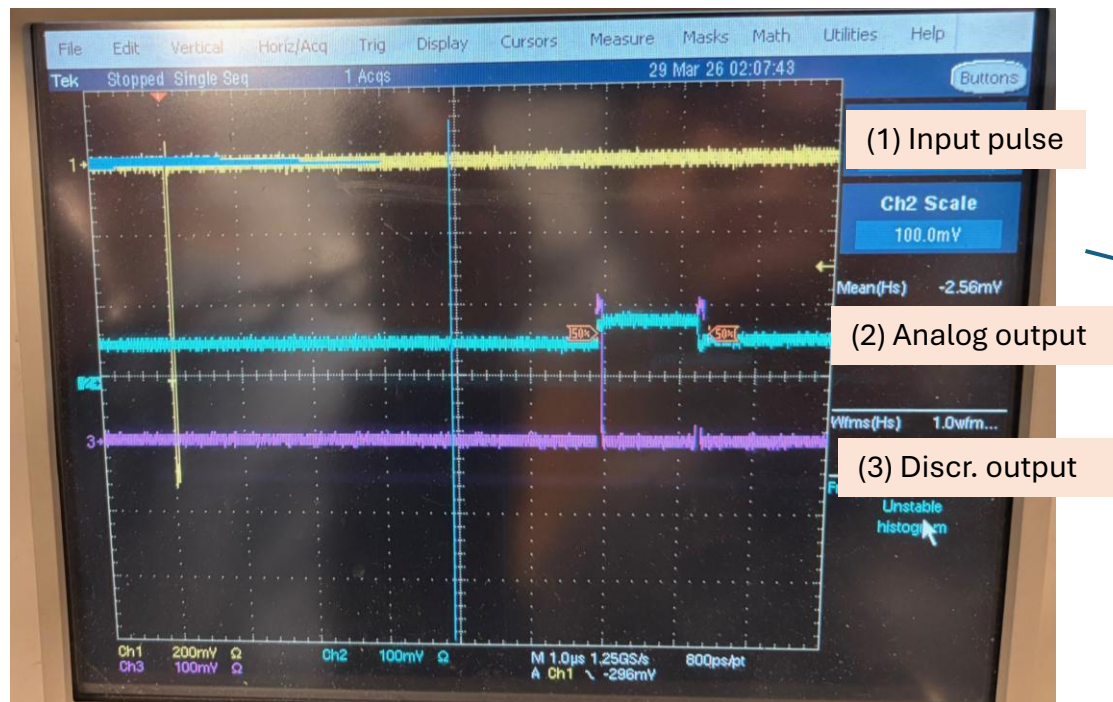 File Edit Vertical Horiz/Acq Trig Display Cursors Measure Masks Math Utilities Help
Tek Stopped Single Seq 1 Acqs 29 Mar 26 02:07:43 Buttons
(1) Input pulse
1
Ch2 Scale
100.0mV
Mean(Hs) -2.56mV
50% 50%
(2) Analog output
2
Wfms(Hs) 1.0wfm...
3
(3) Discr. output
Unstable
histogram
Ch1 200mV Ω Ch2 100mV Ω M 1.0µs 1.25GS/s 800ps/pt
Ch3 100mV Ω A Ch1 \ -296mV